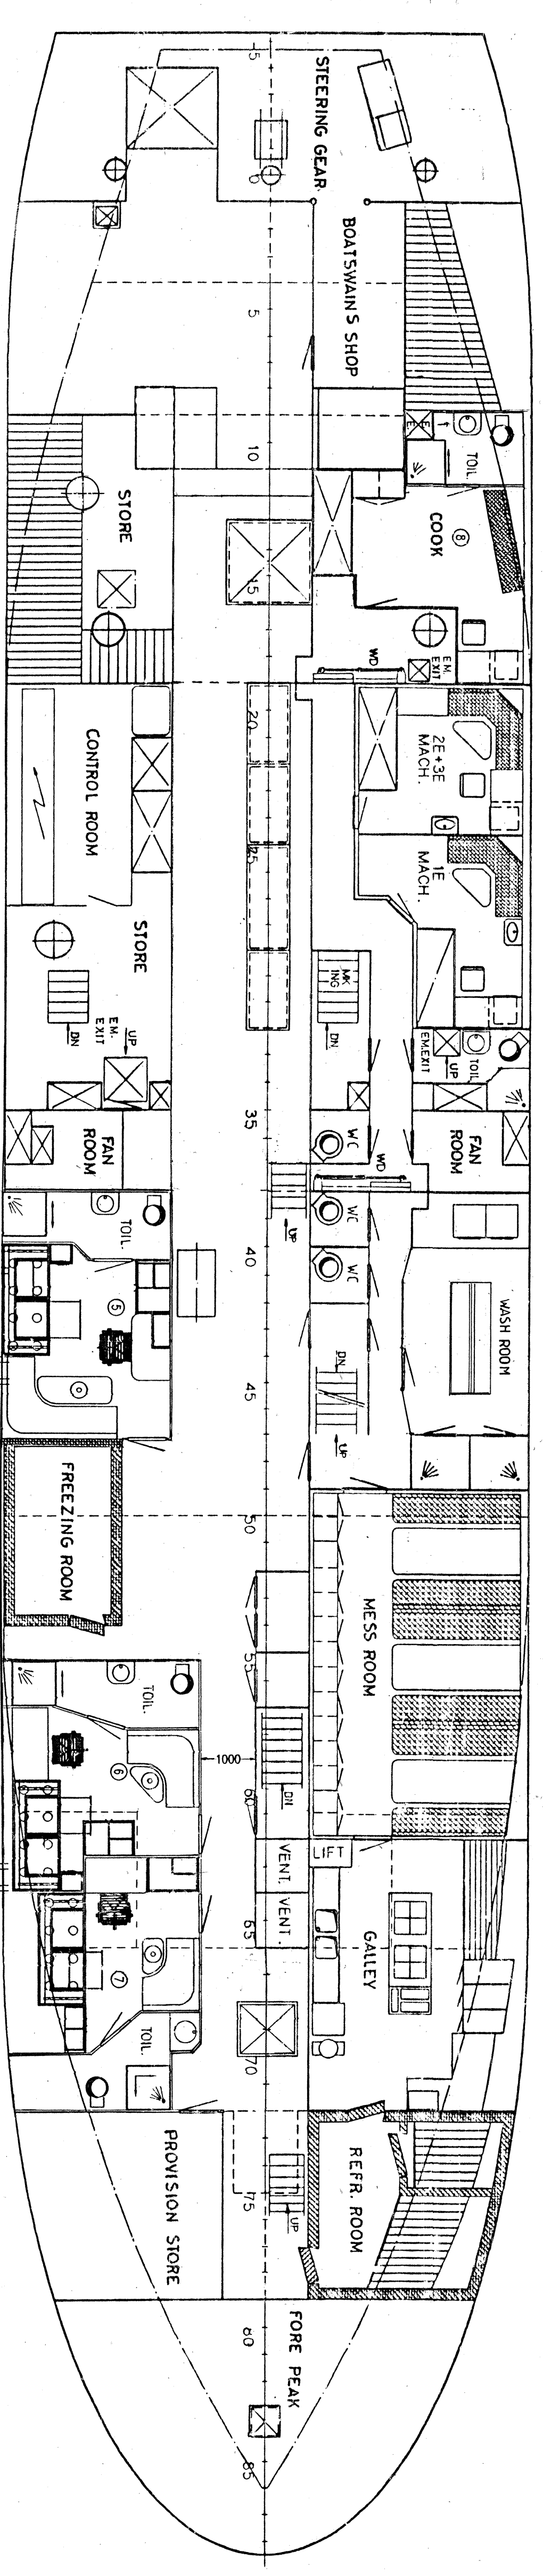 -5
STEERING GEAR
0
BOATSWAIN S SHOP
5
10
E.E.
TOIL.
STORE
COOK
8
15
WD
EM.
EXIT
20
CONTROL ROOM
2E+3E
MACH.
25
1E
MACH.
STORE
MK
ING
DN
DN
EM.
EXIT
UP
EM.EXIT
UP
TOIL
35
FAN
ROOM
WC
FAN
ROOM
WD
TOIL.
WC
UP
40
WC
5
WASH ROOM
DN
45
UP
FREEZING ROOM
50
MESS ROOM
55
TOIL.
6
1000
60
DN
VENT.
LIFT
VENT.
65
GALLEY
7
TOIL.
70
PROVISION STORE
75
UP
REFR. ROOM
FORE PEAK
80
85